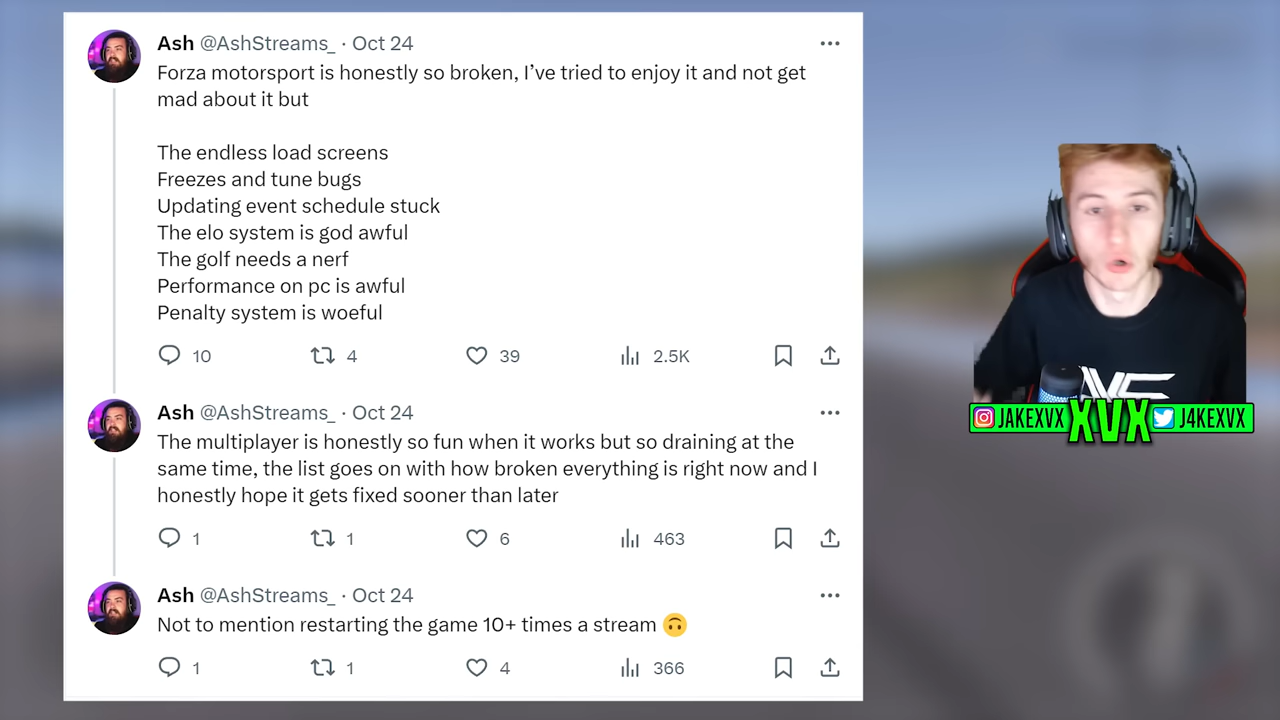 Ash @AshStreams_ · Oct 24
Forza motorsport is honestly so broken, I’ve tried to enjoy it and not get
mad about it but
The endless load screens
Freezes and tune bugs
Updating event schedule stuck
The elo system is god awful
The golf needs a nerf
Performance on pc is awful
Penalty system is woeful
10 4 39 2.5K
Ash @AshStreams_ · Oct 24
The multiplayer is honestly so fun when it works but so draining at the
same time, the list goes on with how broken everything is right now and I
honestly hope it gets fixed sooner than later
1 1 6 463
Ash @AshStreams_ · Oct 24
Not to mention restarting the game 10+ times a stream 🙃
1 1 4 366
JAKEXVX XVX J4KEXVX